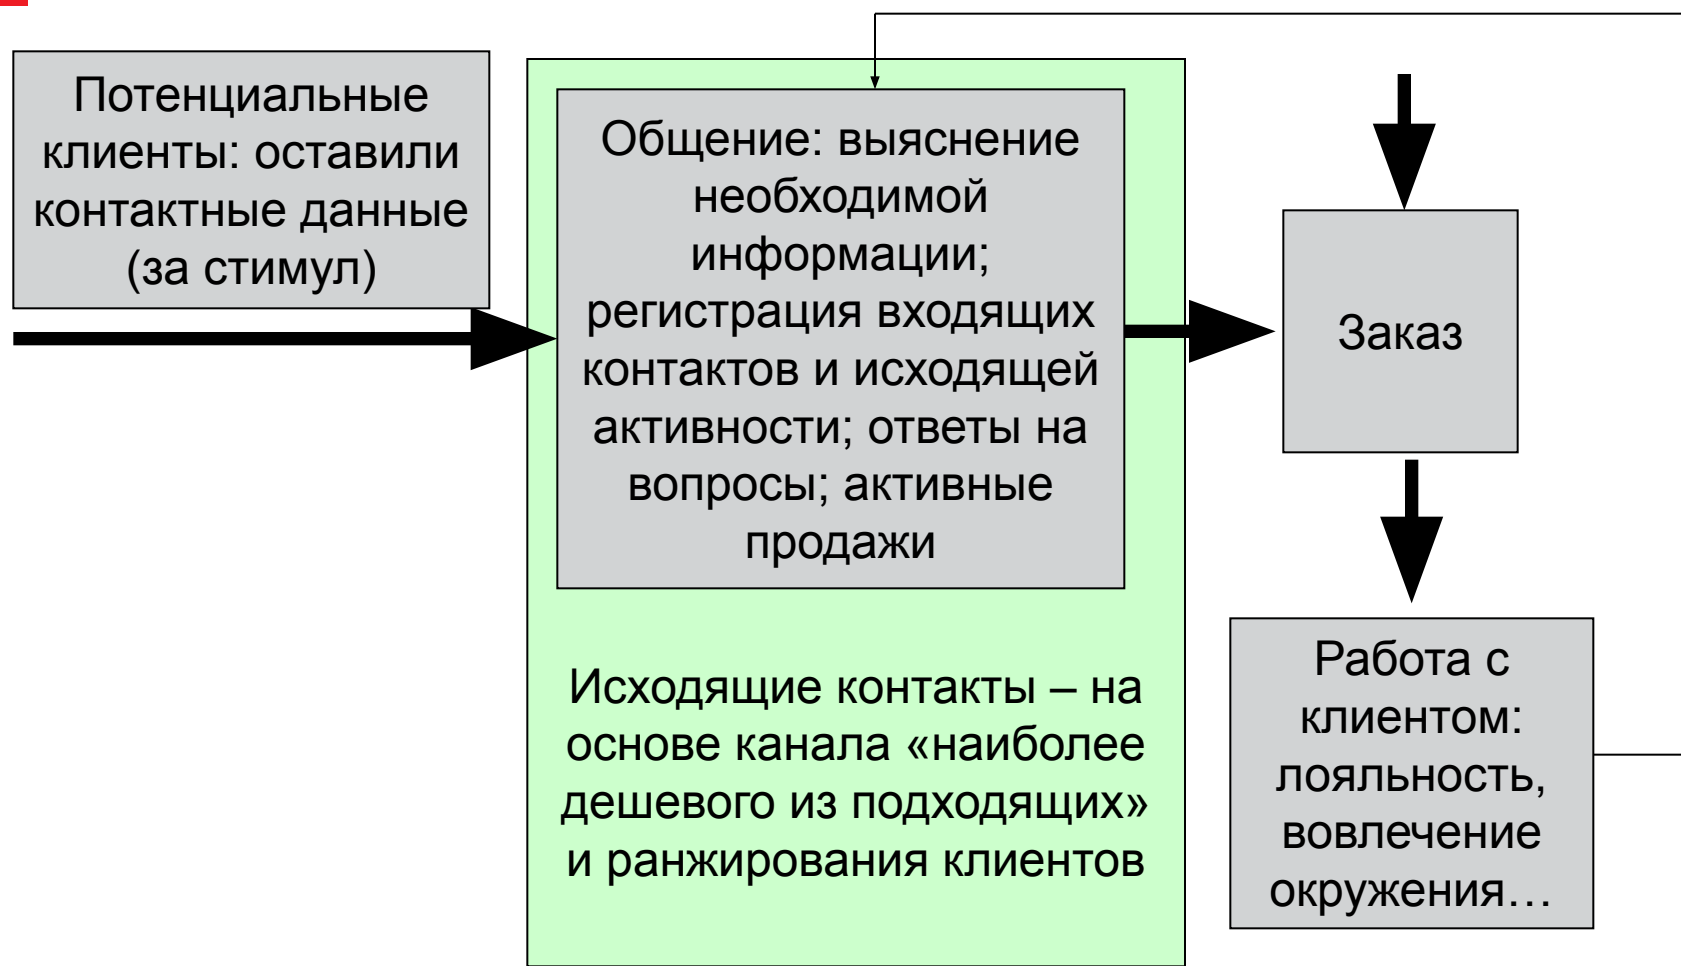 Потенциальные
клиенты: оставили
контактные данные
(за стимул)
Общение: выяснение
необходимой
информации;
регистрация входящих
контактов и исходящей
активности; ответы на
вопросы; активные
продажи
Исходящие контакты – на
основе канала «наиболее
дешевого из подходящих»
и ранжирования клиентов
Заказ
Работа с
клиентом:
лояльность,
вовлечение
окружения…